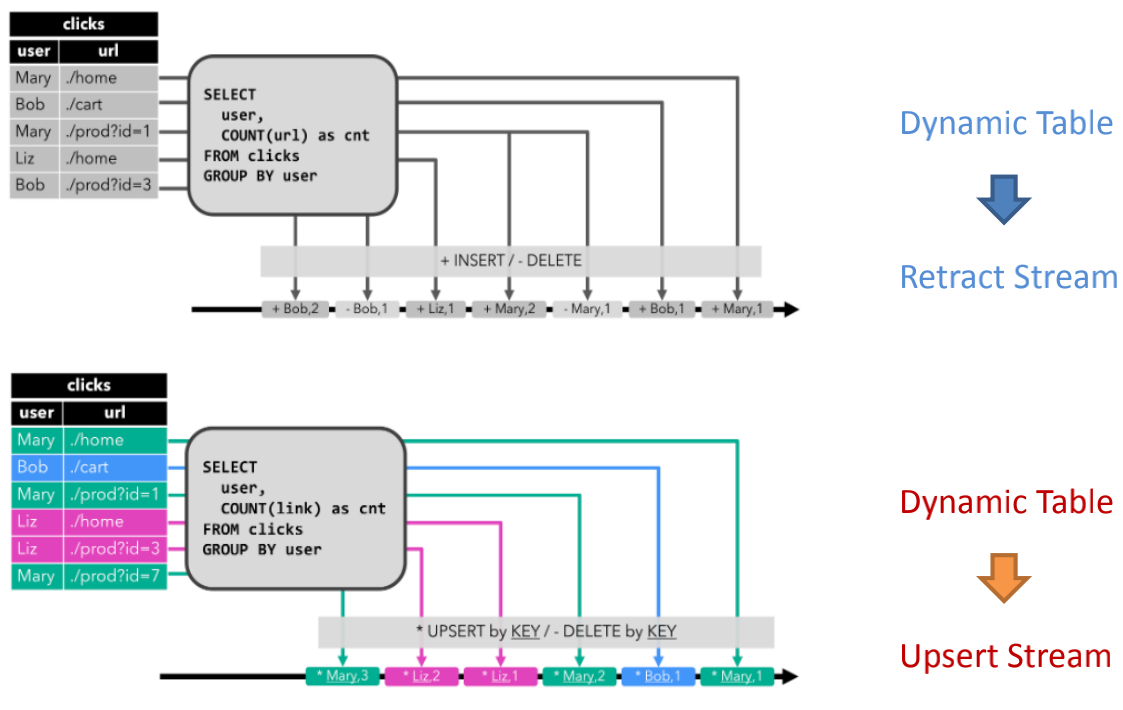 clicks
user url
Mary ./home
Bob ./cart
Mary ./prod?id=1
Liz ./home
Bob ./prod?id=3
SELECT
user,
COUNT(url) as cnt
FROM clicks
GROUP BY user
+ INSERT / - DELETE
+ Bob,2 - Bob,1 + Liz,1 + Mary,2 - Mary,1 + Bob,1 + Mary,1
Dynamic Table
Retract Stream
clicks
user url
Mary ./home
Bob ./cart
Mary ./prod?id=1
Liz ./home
Liz ./prod?id=3
Mary ./prod?id=7
SELECT
user,
COUNT(link) as cnt
FROM clicks
GROUP BY user
* UPSERT by KEY / - DELETE by KEY
* Mary,3 * Liz,2 * Liz,1 * Mary,2 * Bob,1 * Mary,1
Dynamic Table
Upsert Stream